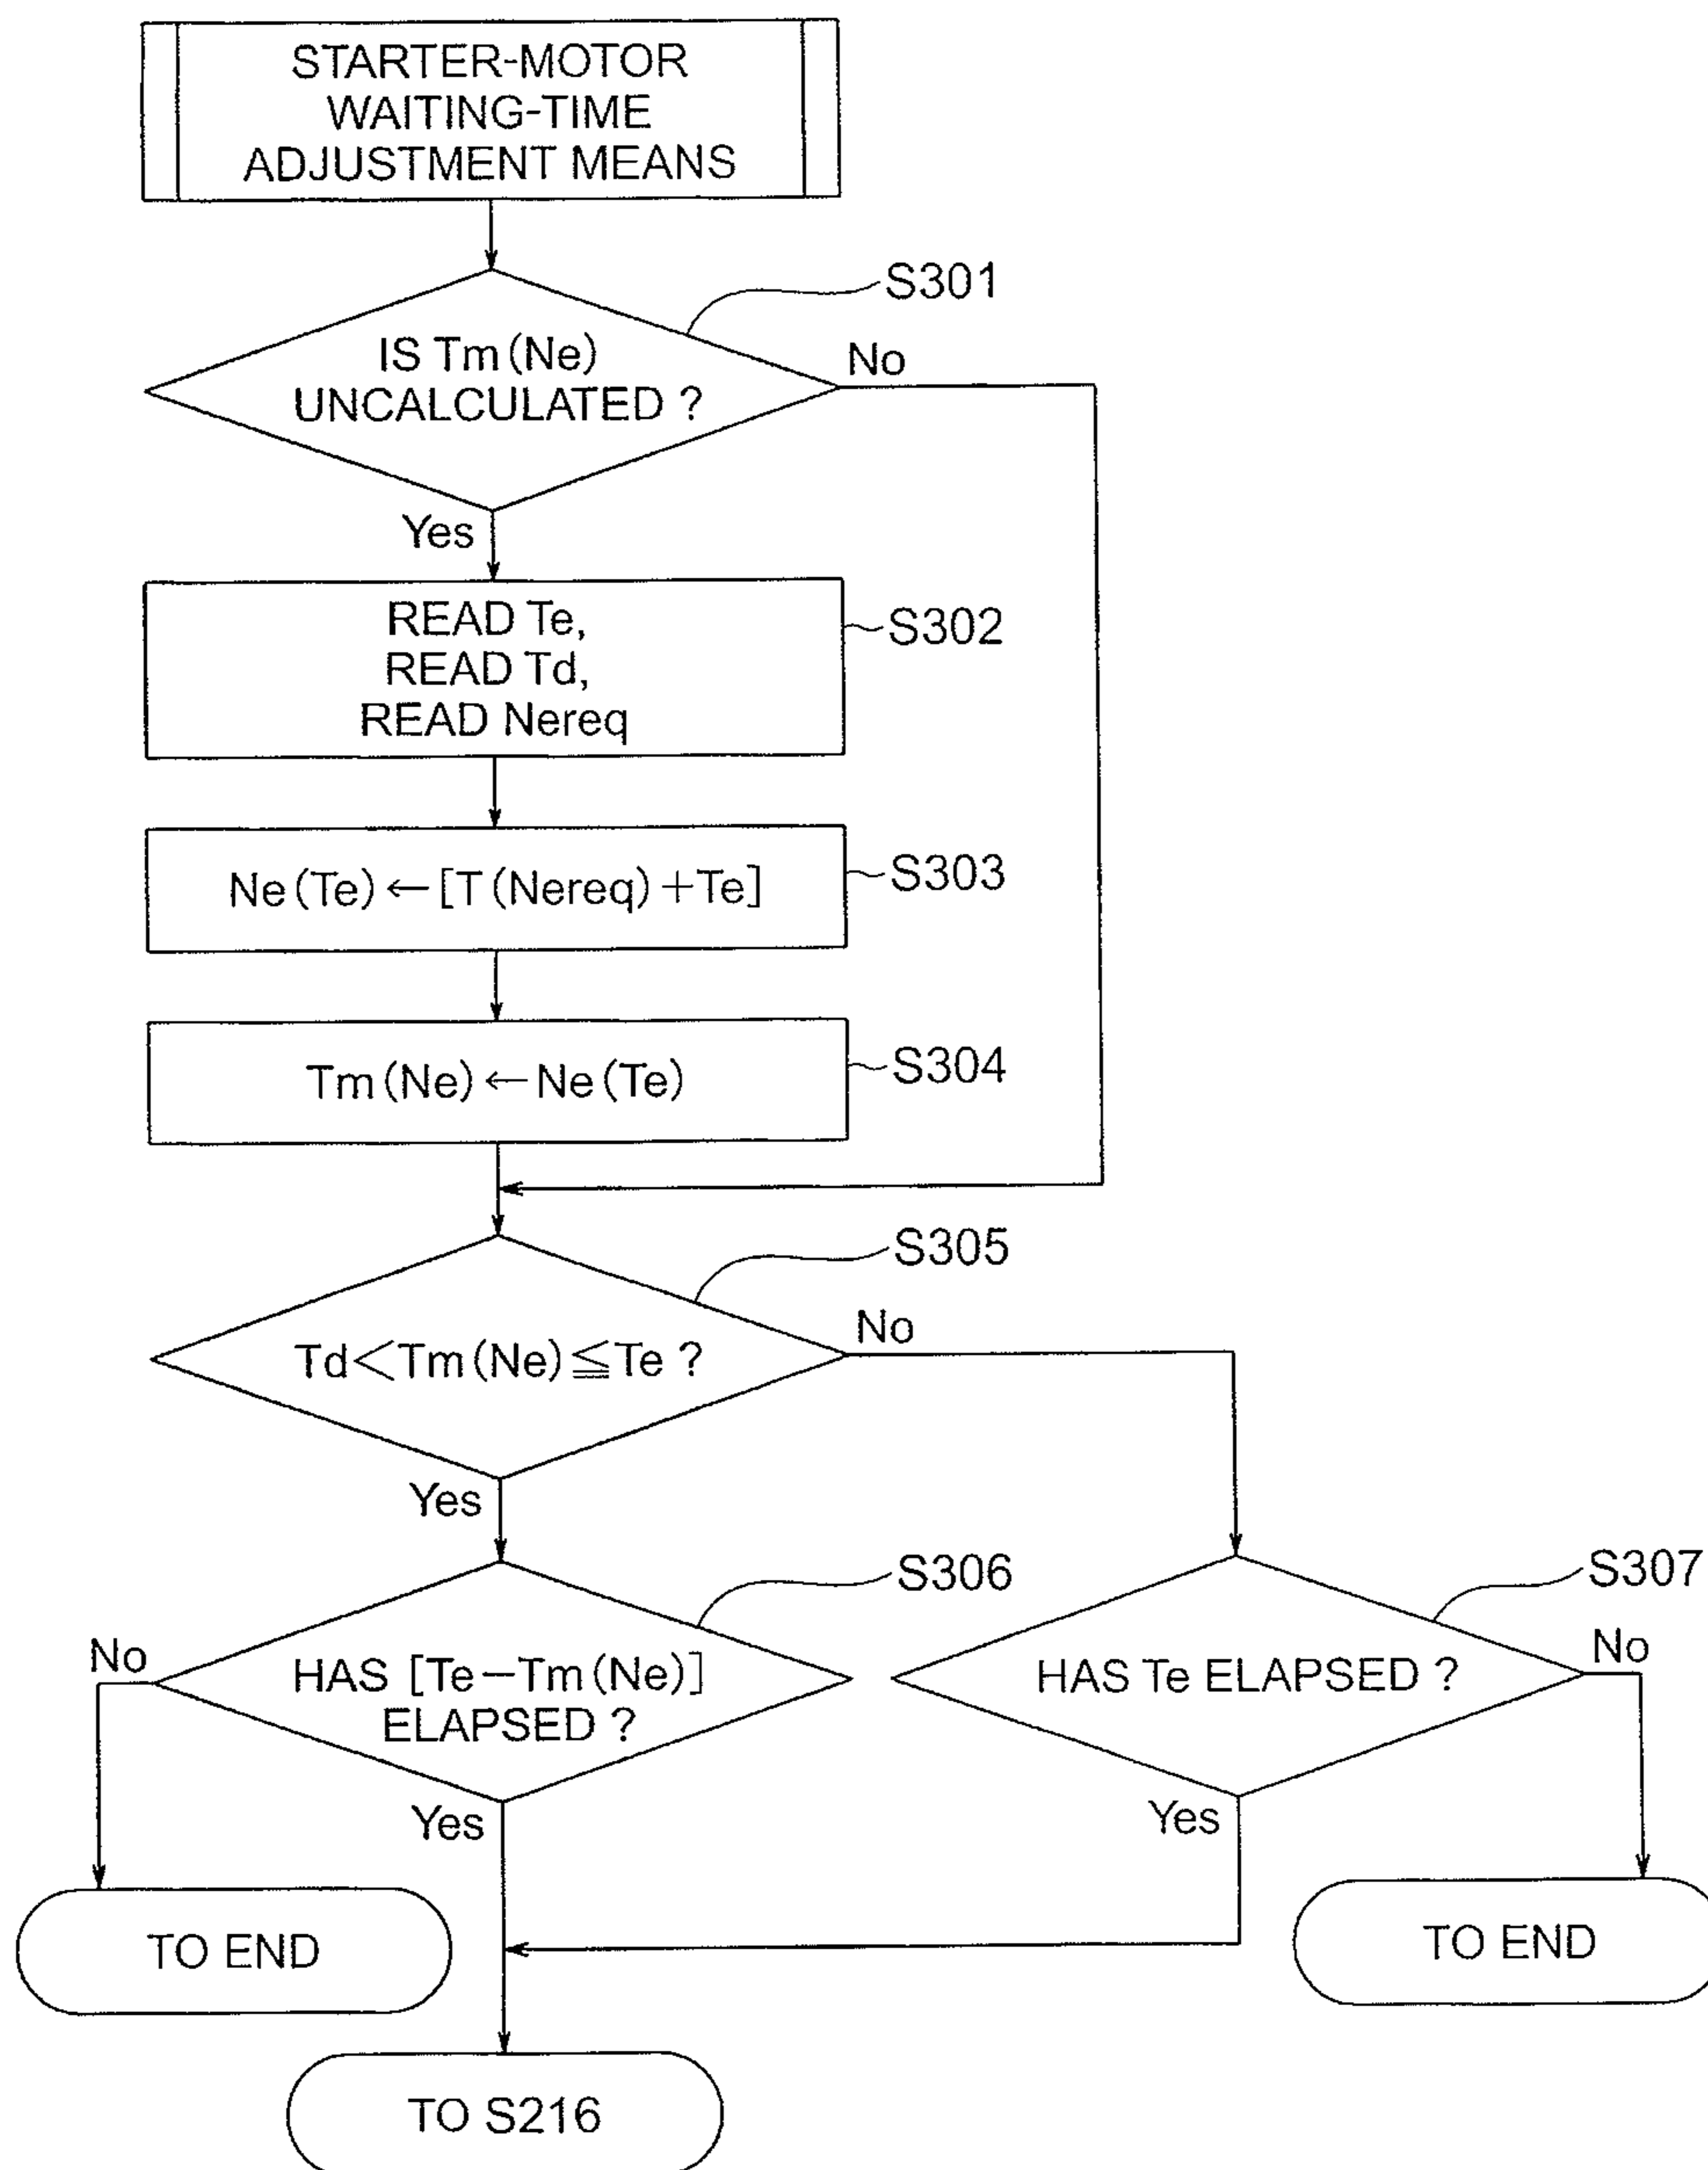 STARTER-MOTOR
WAITING-TIME
ADJUSTMENT MEANS
S301
IS Tm(Ne)
UNCALCULATED ?
No
Yes
READ Te,
READ Td,
READ Nereq
S302
Ne(Te)←[T(Nereq)+Te]
S303
Tm(Ne)←Ne(Te)
S304
S305
Td<Tm(Ne)≦Te ?
No
Yes
S306
HAS [Te−Tm(Ne)]
ELAPSED ?
No
Yes
S307
HAS Te ELAPSED ?
No
Yes
TO END
TO END
TO S216